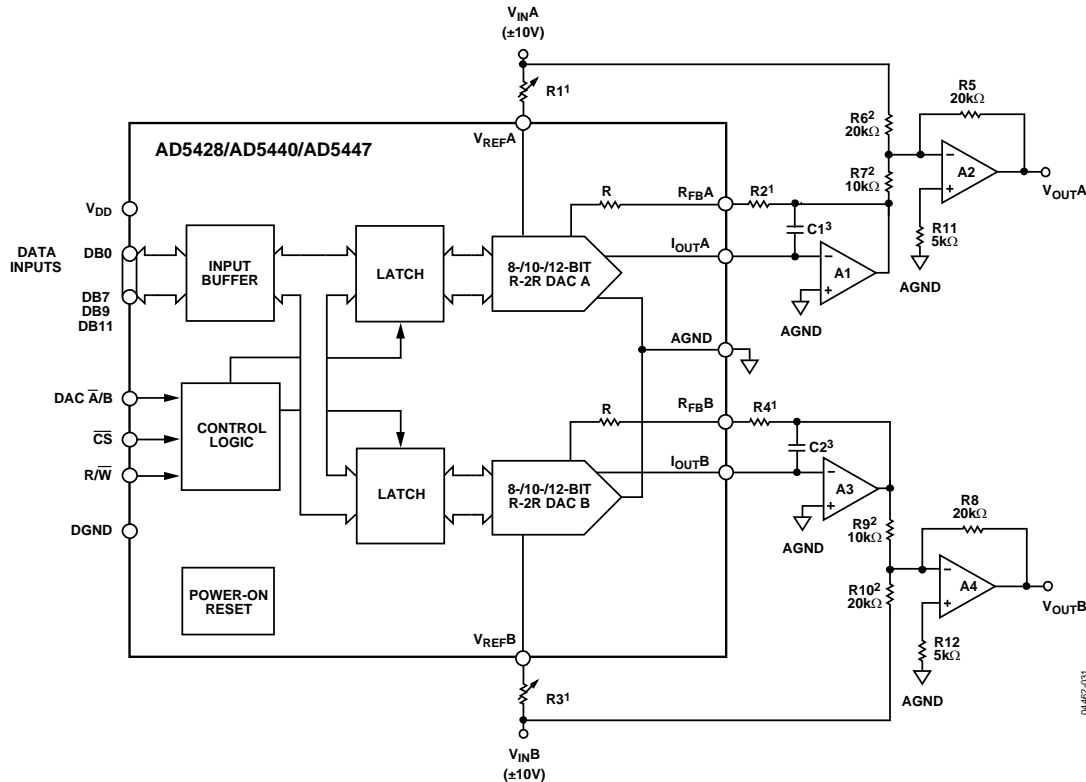 VINA
(±10V)
R1¹
R5
20kΩ
R6²
20kΩ
AD5428/AD5440/AD5447
VREFA
A2
VOUTA
R7²
10kΩ
R
RFBA
R2¹
VDD
C1³
R11
5kΩ
DATA
INPUTS
DB0
INPUT
BUFFER
LATCH
8-/10-/12-BIT
R-2R DAC A
IOUTA
A1
AGND
DB7
DB9
DB11
AGND
AGND
DAC A̅/B
CONTROL
LOGIC
R
RFBB
R4¹
C̅S̅
C2³
R/W̅
LATCH
8-/10-/12-BIT
R-2R DAC B
IOUTB
A3
R8
20kΩ
DGND
R9²
10kΩ
AGND
POWER-ON
RESET
R10²
20kΩ
A4
VOUTB
VREFB
R12
5kΩ
R3¹
AGND
VINB
(±10V)
04462-031